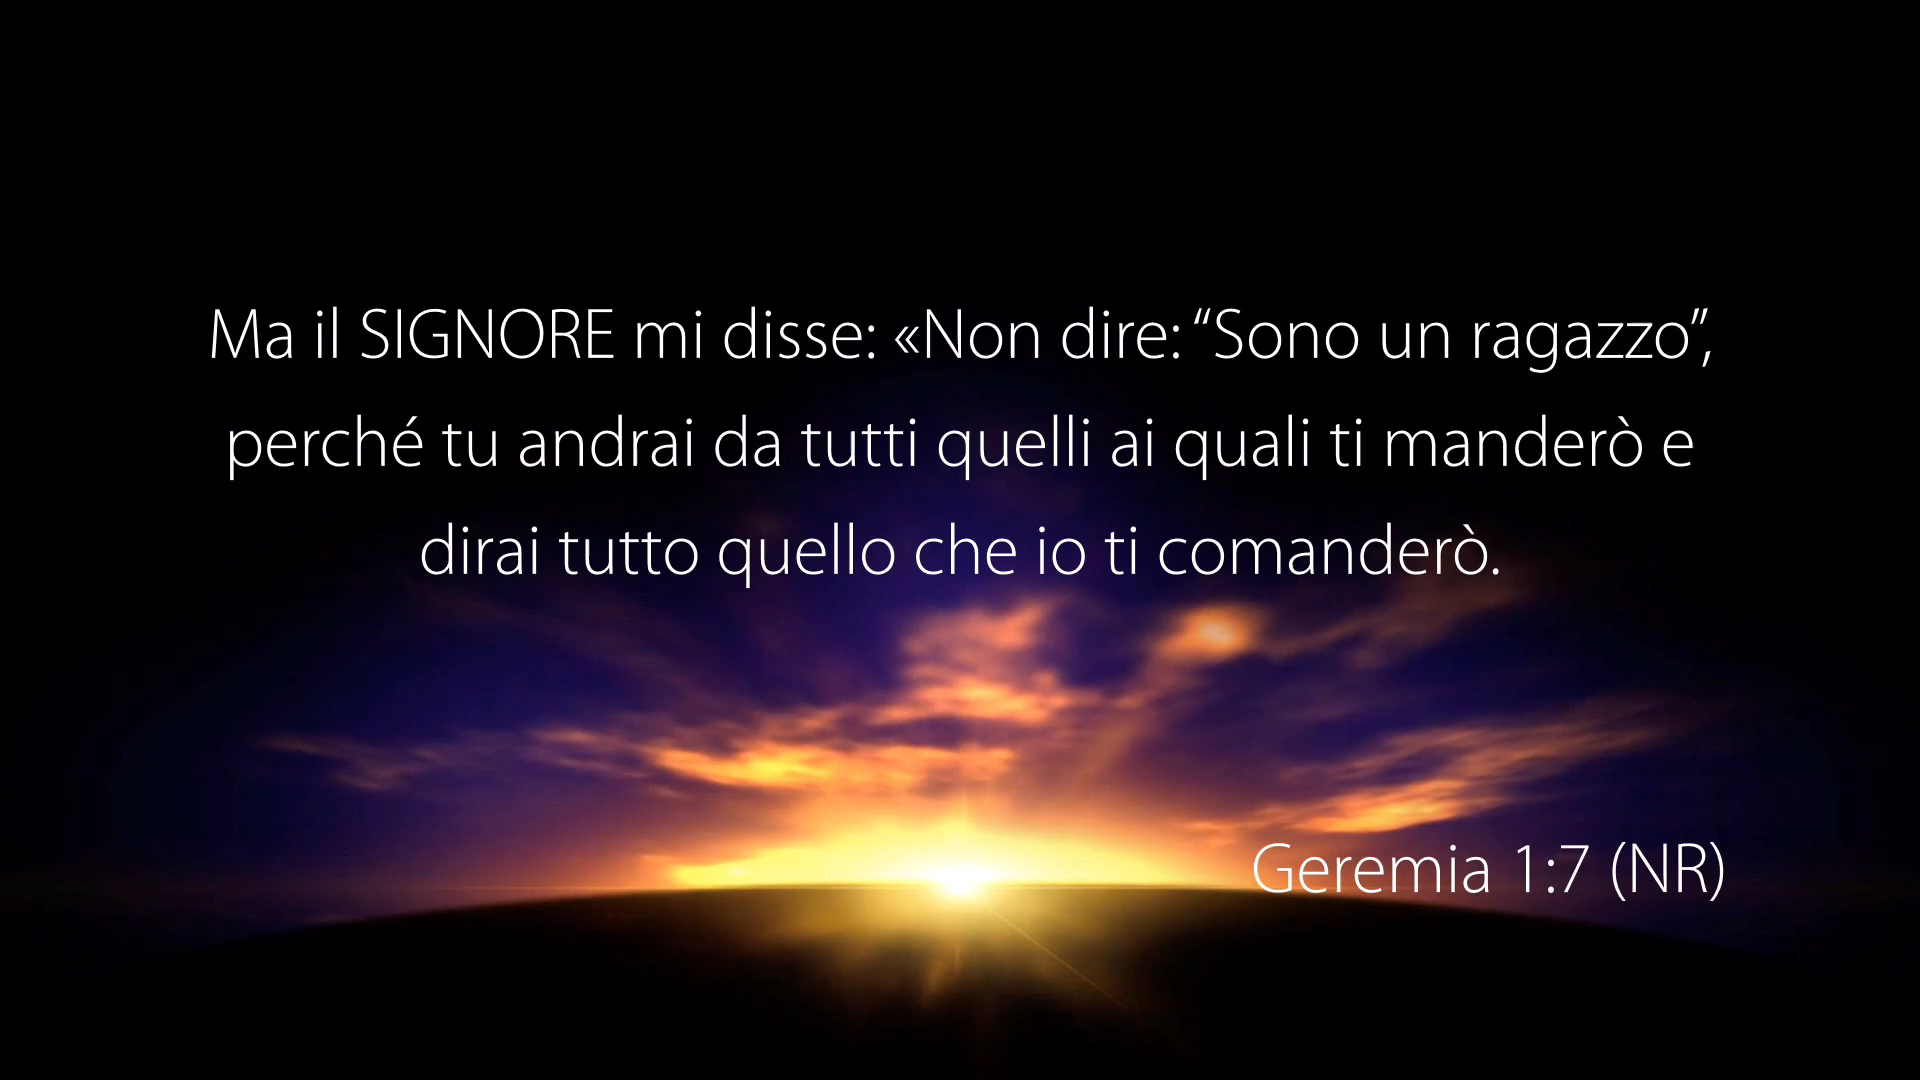 Ma il SIGNORE mi disse: «Non dire: “Sono un ragazzo”,
perché tu andrai da tutti quelli ai quali ti manderò e
dirai tutto quello che io ti comanderò.
Geremia 1:7 (NR)